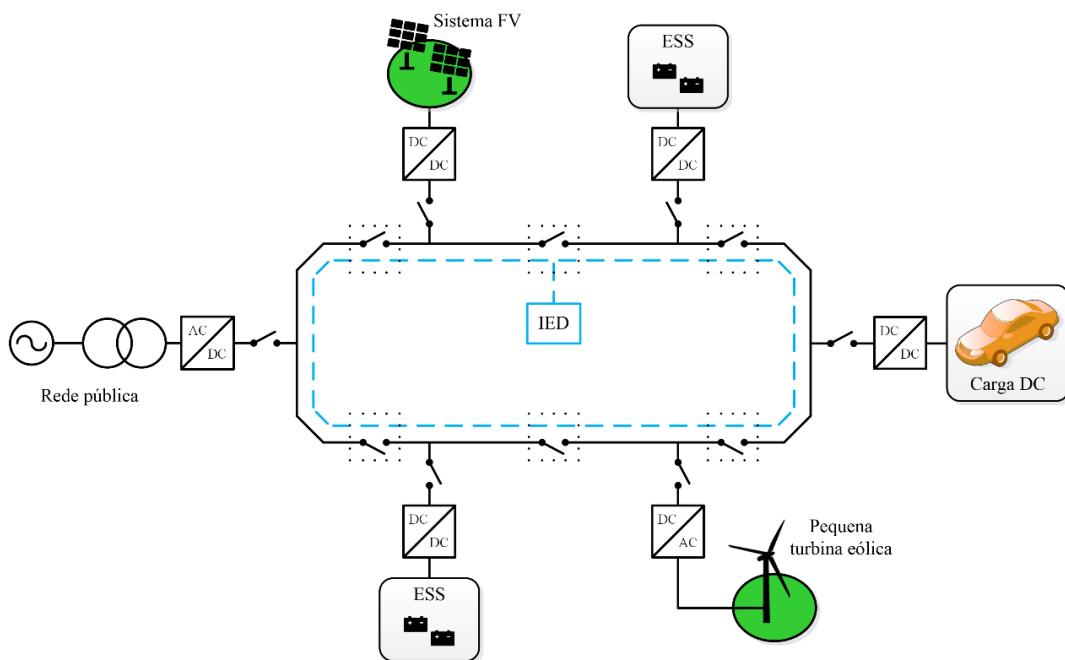 Sistema FV
ESS
DC
DC
DC
DC
IED
AC
DC
Rede pública
DC
DC
Carga DC
DC
DC
ESS
DC
AC
Pequena
turbina eólica